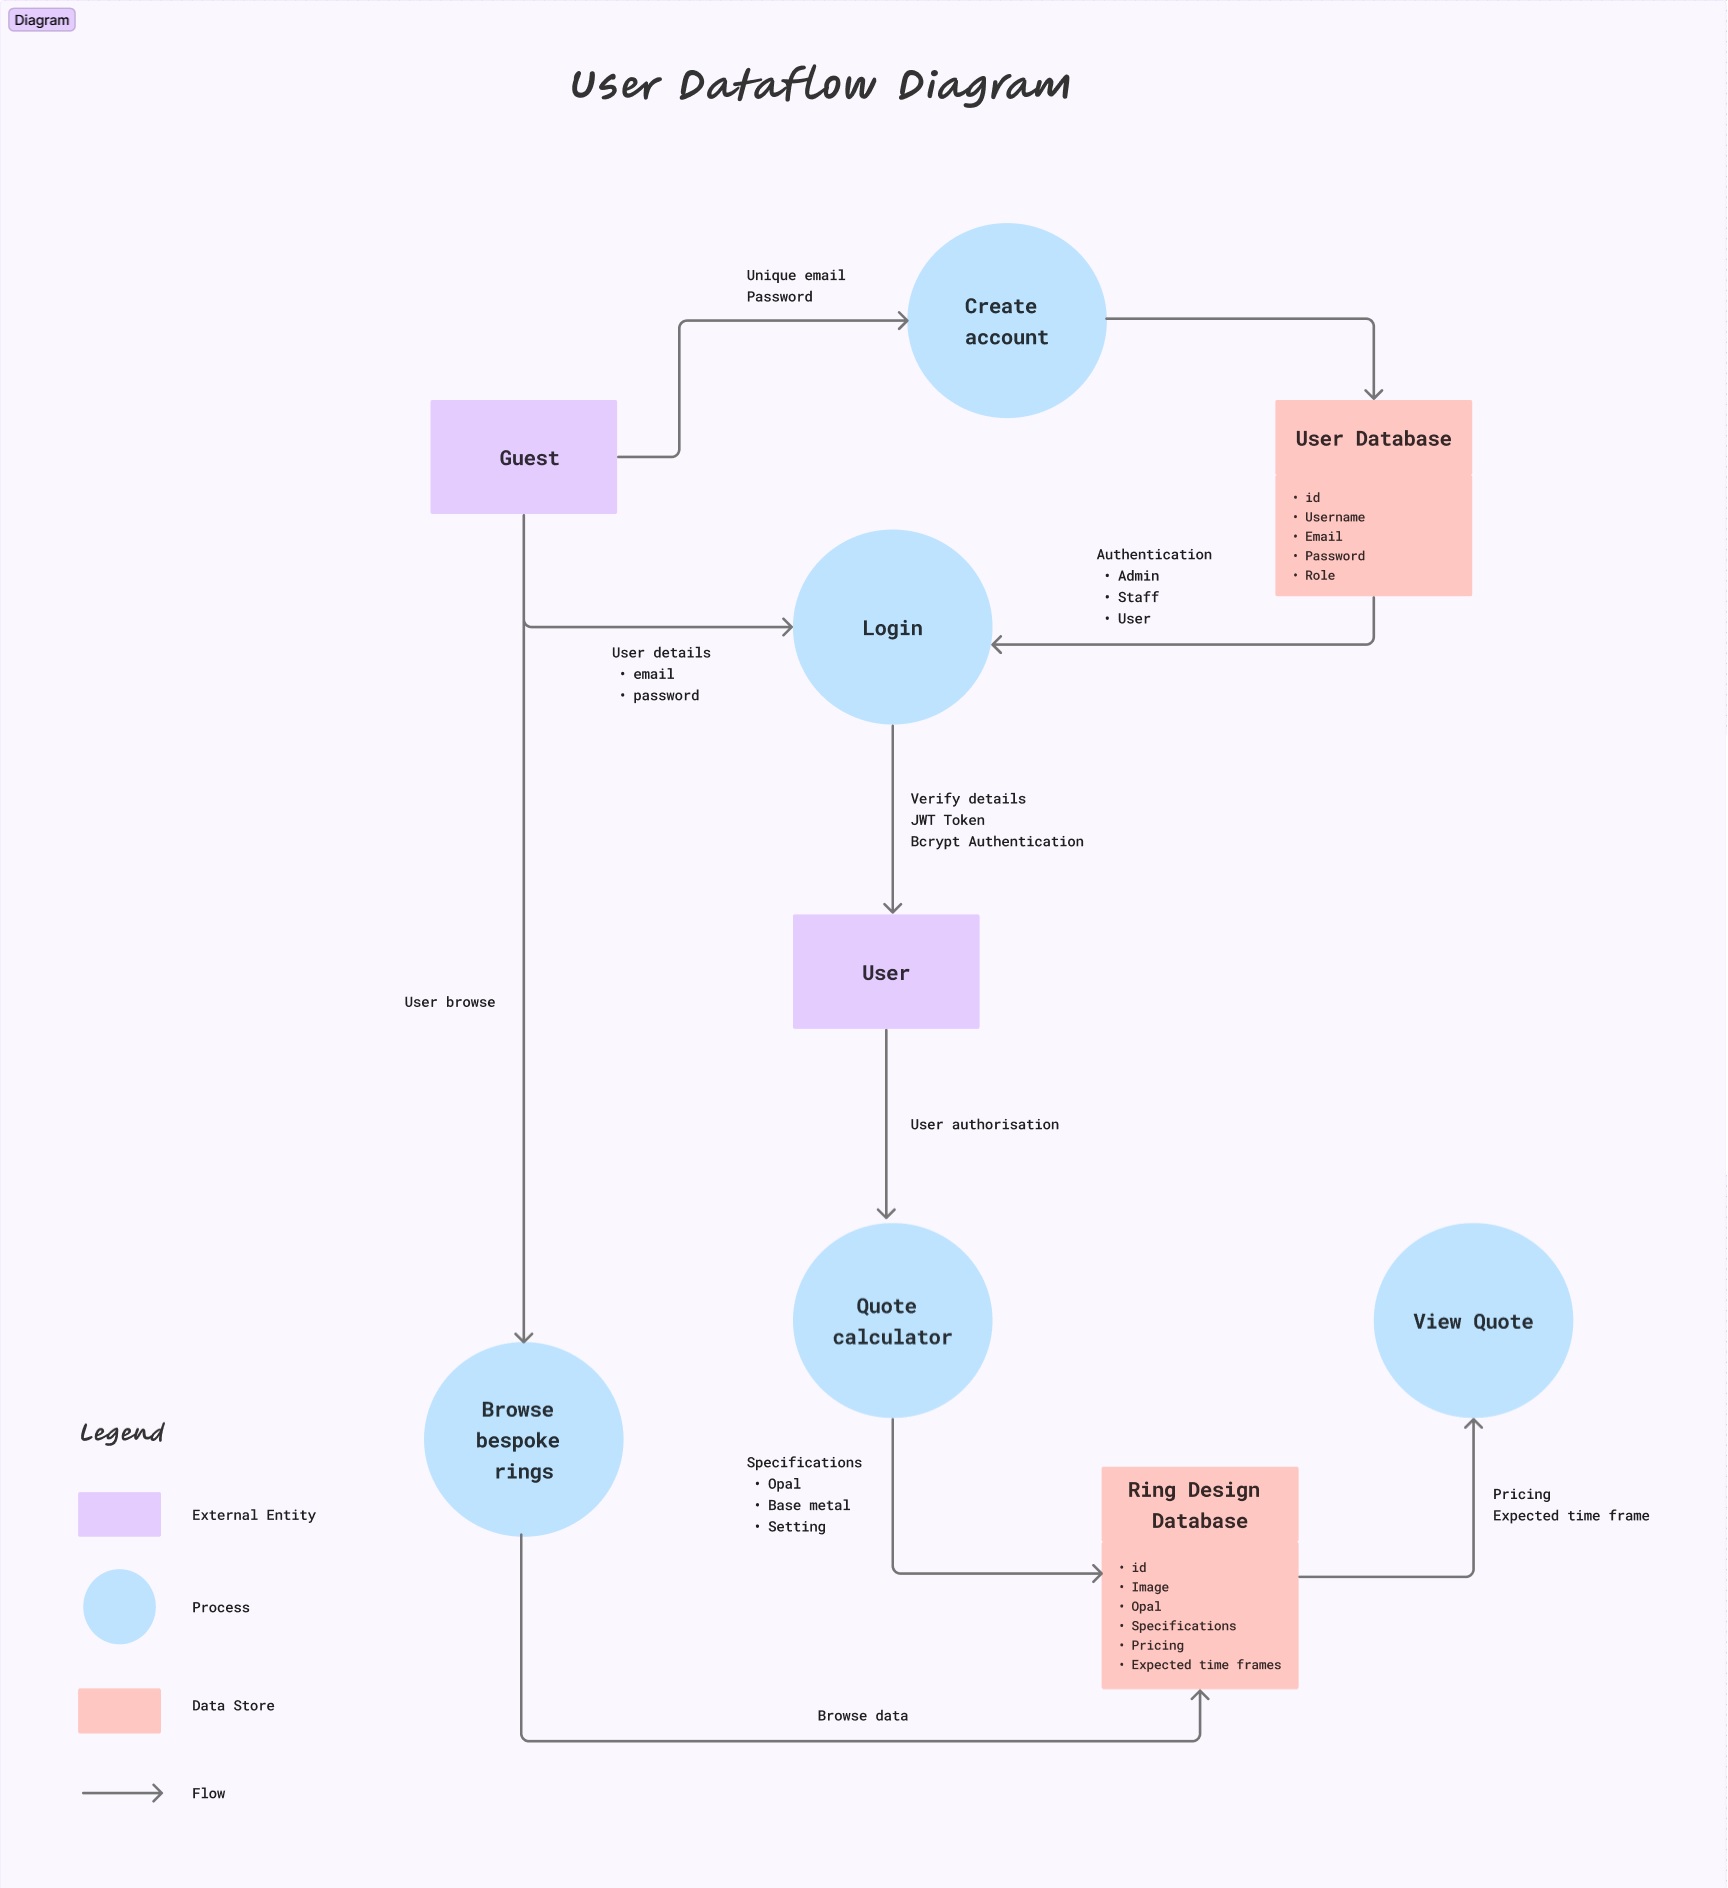 Diagram
User Dataflow Diagram
Unique email
Password
Create
account
Guest
User Database
• id
• Username
• Email
• Password
• Role
Authentication
• Admin
• Staff
• User
Login
User details
• email
• password
Verify details
JWT Token
Bcrypt Authentication
User
User browse
User authorisation
Quote
calculator
View Quote
Browse
bespoke
rings
Specifications
• Opal
• Base metal
• Setting
Ring Design
Database
• id
• Image
• Opal
• Specifications
• Pricing
• Expected time frames
Pricing
Expected time frame
Browse data
Legend
External Entity
Process
Data Store
Flow